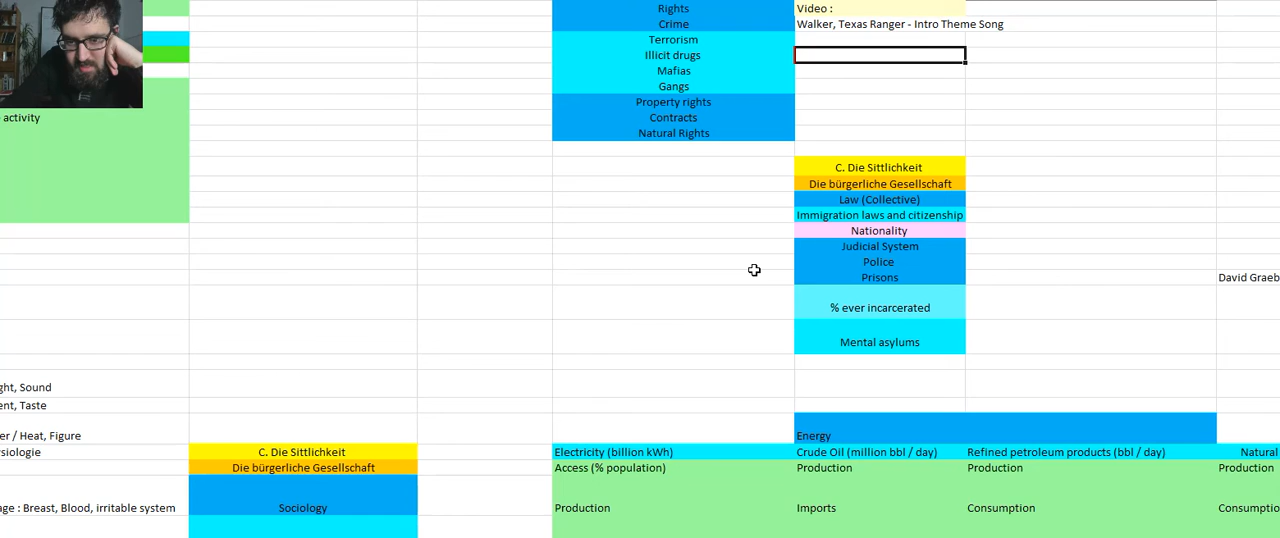 Rights
Video :
Crime
Walker, Texas Ranger - Intro Theme Song
Terrorism
Illicit drugs
Mafias
Gangs
Property rights
activity
Contracts
Natural Rights
C. Die Sittlichkeit
Die bürgerliche Gesellschaft
Law (Collective)
Immigration laws and citizenship
Nationality
Judicial System
Police
Prisons
David Graeb
% ever incarcerated
Mental asylums
ght, Sound
ent, Taste
er / Heat, Figure
Energy
siologie
C. Die Sittlichkeit
Electricity (billion kWh)
Crude Oil (million bbl / day)
Refined petroleum products (bbl / day)
Natural
Die bürgerliche Gesellschaft
Access (% population)
Production
Production
Production
age : Breast, Blood, irritable system
Sociology
Production
Imports
Consumption
Consumptio